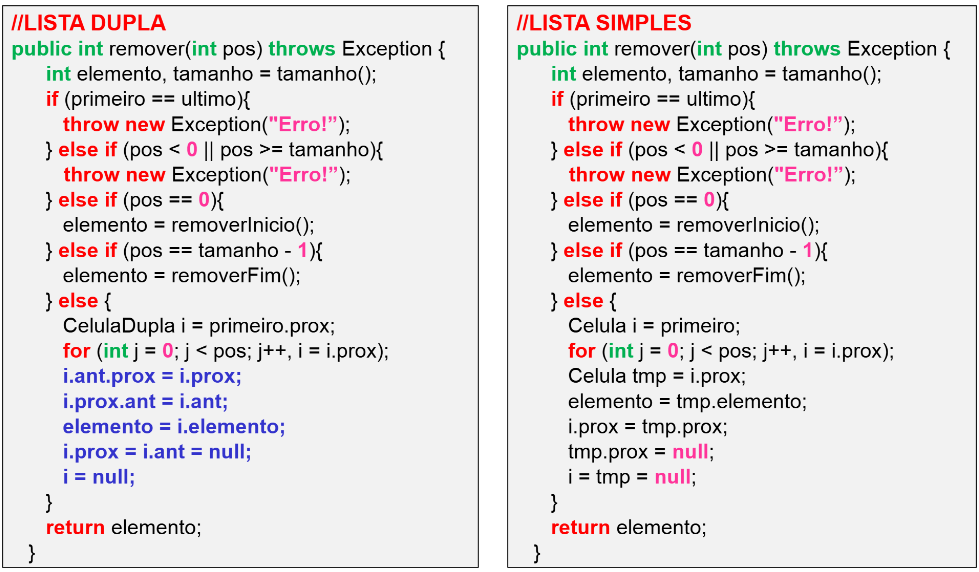 //LISTA DUPLA
public int remover(int pos) throws Exception {
int elemento, tamanho = tamanho();
if (primeiro == ultimo){
throw new Exception("Erro!”);
} else if (pos < 0 || pos >= tamanho){
throw new Exception("Erro!”);
} else if (pos == 0){
elemento = removerInicio();
} else if (pos == tamanho - 1){
elemento = removerFim();
} else {
CelulaDupla i = primeiro.prox;
for (int j = 0; j < pos; j++, i = i.prox);
i.ant.prox = i.prox;
i.prox.ant = i.ant;
elemento = i.elemento;
i.prox = i.ant = null;
i = null;
}
return elemento;
}
//LISTA SIMPLES
public int remover(int pos) throws Exception {
int elemento, tamanho = tamanho();
if (primeiro == ultimo){
throw new Exception("Erro!”);
} else if (pos < 0 || pos >= tamanho){
throw new Exception("Erro!”);
} else if (pos == 0){
elemento = removerInicio();
} else if (pos == tamanho - 1){
elemento = removerFim();
} else {
Celula i = primeiro;
for (int j = 0; j < pos; j++, i = i.prox);
Celula tmp = i.prox;
elemento = tmp.elemento;
i.prox = tmp.prox;
tmp.prox = null;
i = tmp = null;
}
return elemento;
}